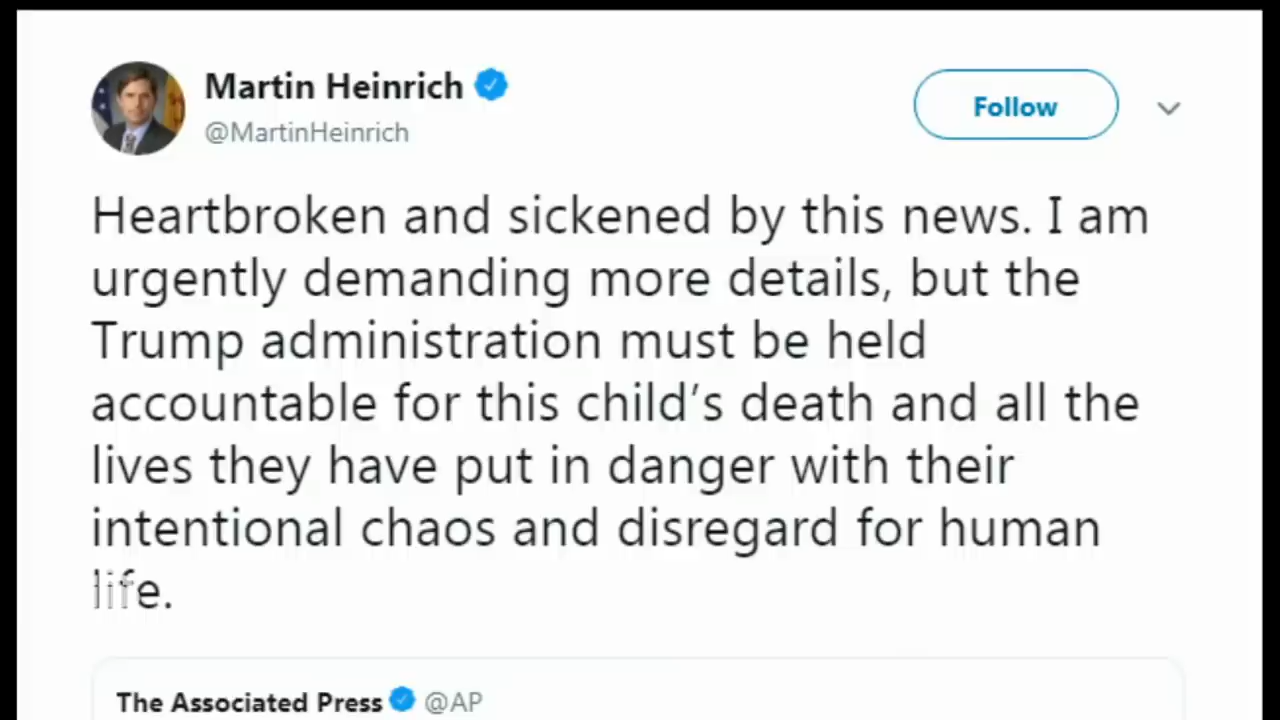 Martin Heinrich
@MartinHeinrich
Follow
Heartbroken and sickened by this news. I am
urgently demanding more details, but the
Trump administration must be held
accountable for this child's death and all the
lives they have put in danger with their
intentional chaos and disregard for human
life.
The Associated Press @AP